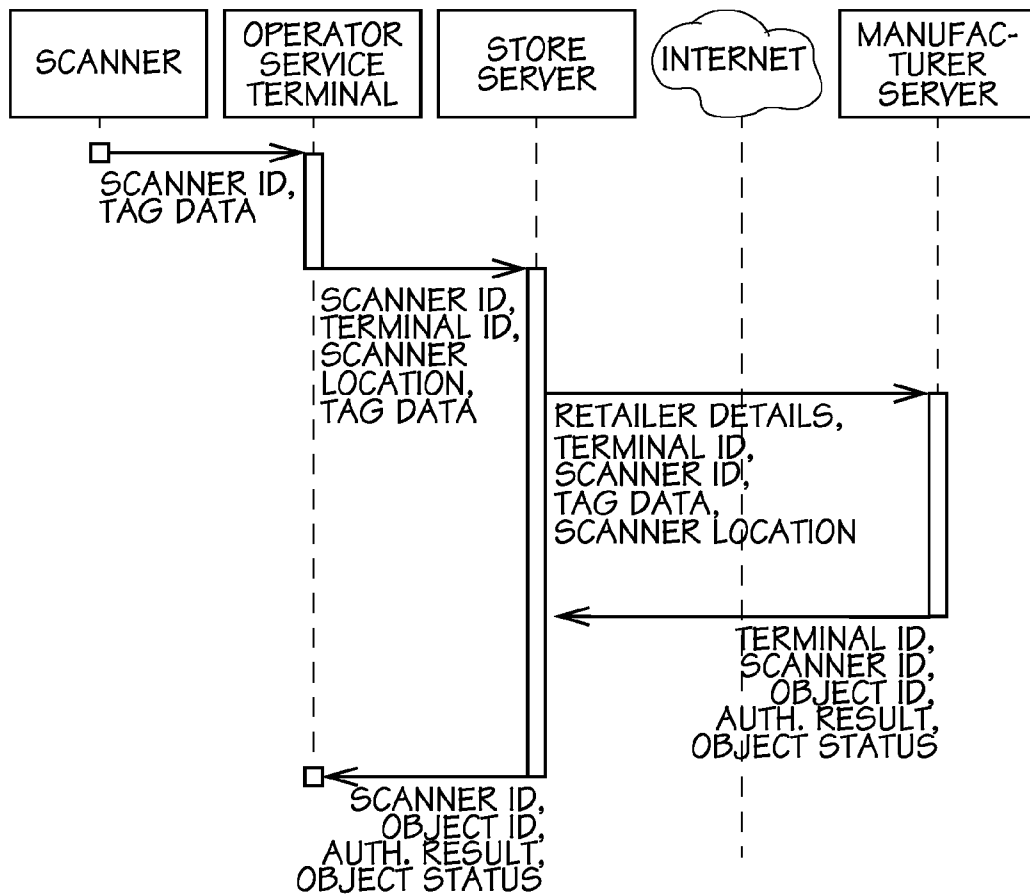 SCANNER
OPERATOR
SERVICE
TERMINAL
STORE
SERVER
INTERNET
MANUFAC-
TURER
SERVER
SCANNER ID,
TAG DATA
SCANNER ID,
TERMINAL ID,
SCANNER
LOCATION,
TAG DATA
RETAILER DETAILS,
TERMINAL ID,
SCANNER ID,
TAG DATA,
SCANNER LOCATION
TERMINAL ID,
SCANNER ID,
OBJECT ID,
AUTH. RESULT,
OBJECT STATUS
SCANNER ID,
OBJECT ID,
AUTH. RESULT,
OBJECT STATUS